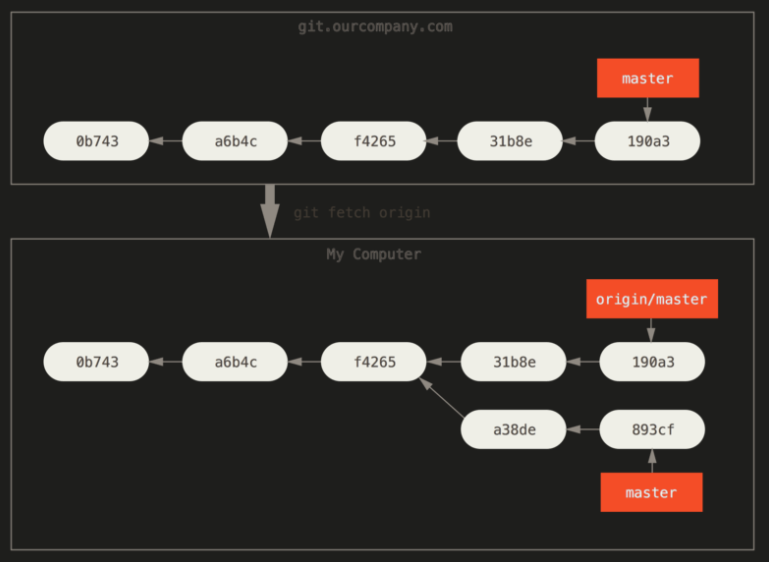 git.ourcompany.com
master
0b743
a6b4c
f4265
31b8e
190a3
git fetch origin
My Computer
origin/master
0b743
a6b4c
f4265
31b8e
190a3
a38de
893cf
master